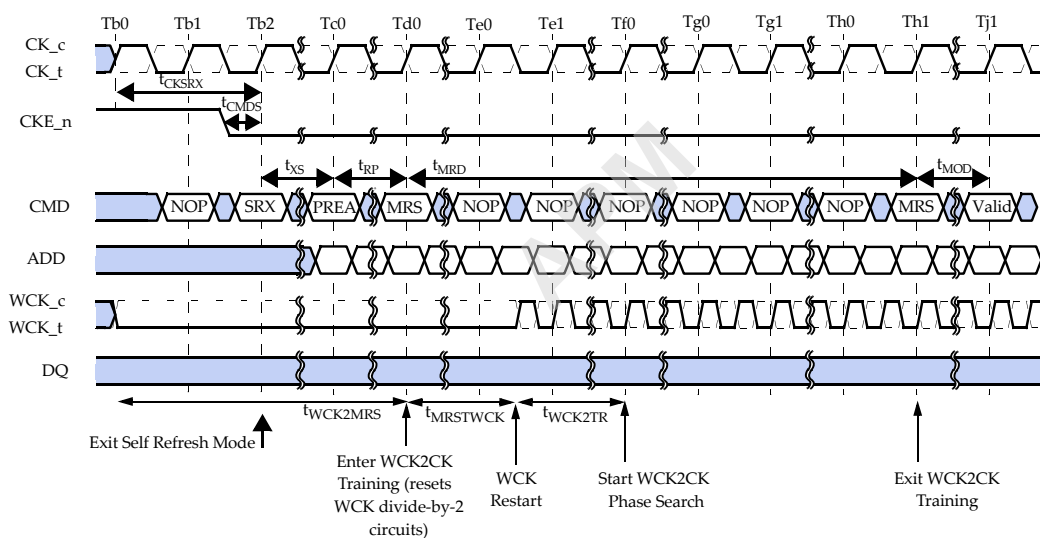 Tb0 Tb1 Tb2 Tc0 Td0 Te0 Te1 Tf0 Tg0 Tg1 Th0 Th1 Tj1
CK_c
CK_t
tCKSRX
tCMDS
CKE_n
tXS tRP tMRD tMOD
CMD NOP SRX PREA MRS NOP NOP NOP NOP NOP NOP MRS Valid
ADD
WCK_c
WCK_t
DQ
tWCK2MRS tMRSTWCK tWCK2TR
Exit Self Refresh Mode
Enter WCK2CK
Training (resets
WCK divide-by-2
circuits)
WCK
Restart
Start WCK2CK
Phase Search
Exit WCK2CK
Training
APM